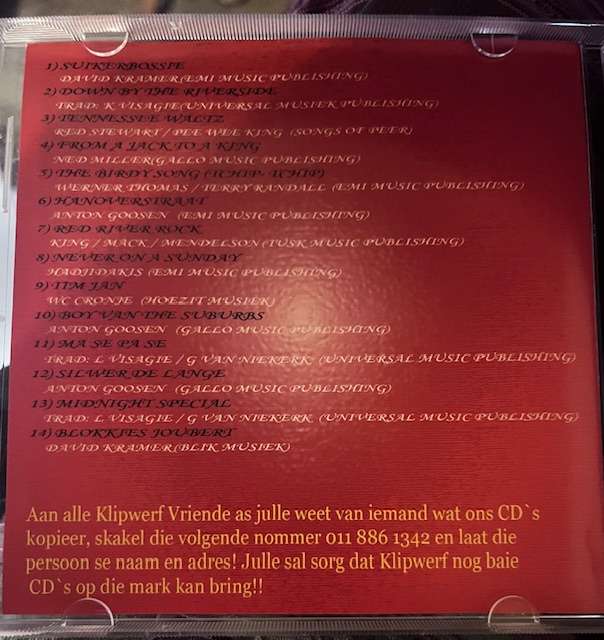 1) SUIKERBOSSIE
DAVID KRAMER(EMI MUSIC PUBLISHING)
2) DOWN BY THE RIVERSIDE
TRAD: K VISAGIE(UNIVERSAL MUSIEK PUBLISHING)
3) TENNESSEE WALTZ
RED STEWART / PEE WEE KING (SONGS OF PEER)
4) FROM A JACK TO A KING
NED MILLER(GALLO MUSIC PUBLISHING)
5) THE BIRDY SONG (TCHIP- TCHIP)
WERNER THOMAS / TERRY RANDALL (EMI MUSIC PUBLISHING)
6) HANOVERSTRAAT
ANTON GOOSEN (EMI MUSIC PUBLISHING)
7) RED RIVER ROCK
KING / MACK / MENDELSON (TUSK MUSIC PUBLISHING)
8) NEVER ON A SUNDAY
HADJIDAKIS (EMI MUSIC PUBLISHING)
9) TIM JAN
WC CRONJE (HOEZIT MUSIEK)
10) BOY VAN THE SUBURBS
ANTON GOOSEN (GALLO MUSIC PUBLISHING)
11) MA SE PA SE
TRAD: L VISAGIE / G VAN NIEKERK (UNIVERSAL MUSIC PUBLISHING)
12) SILWER DE LANGE
ANTON GOOSEN (GALLO MUSIC PUBLISHING)
13) MIDNIGHT SPECIAL
TRAD: L VISAGIE / G VAN NIEKERK (UNIVERSAL MUSIC PUBLISHING)
14) BLOKKIES JOUBERT
DAVID KRAMER(BLIK MUSIEK)
Aan alle Klipwerf Vriende as julle weet van iemand wat ons CD`s
kopieer, skakel die volgende nommer 011 886 1342 en laat die
persoon se naam en adres! Julle sal sorg dat Klipwerf nog baie
CD`s op die mark kan bring!!